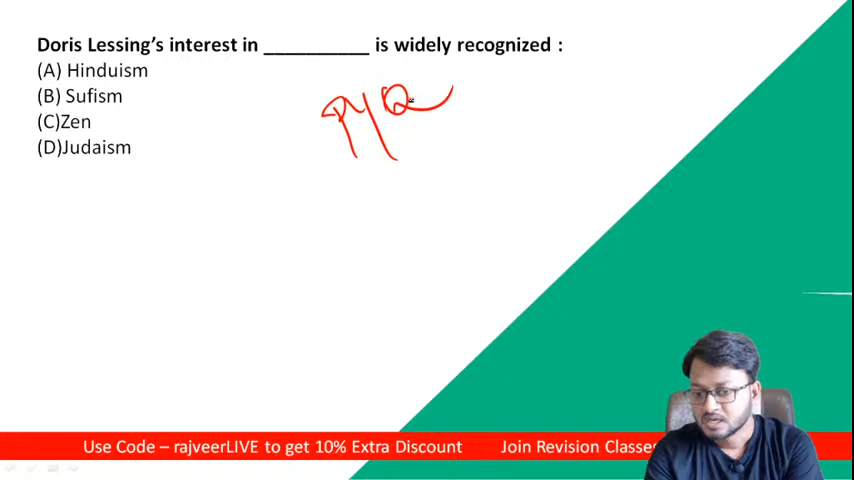 Doris Lessing's interest in __________ is widely recognized :
(A) Hinduism
(B) Sufism
(C)Zen
(D)Judaism
PYQ
Use Code – rajveerLIVE to get 10% Extra Discount Join Revision Classes